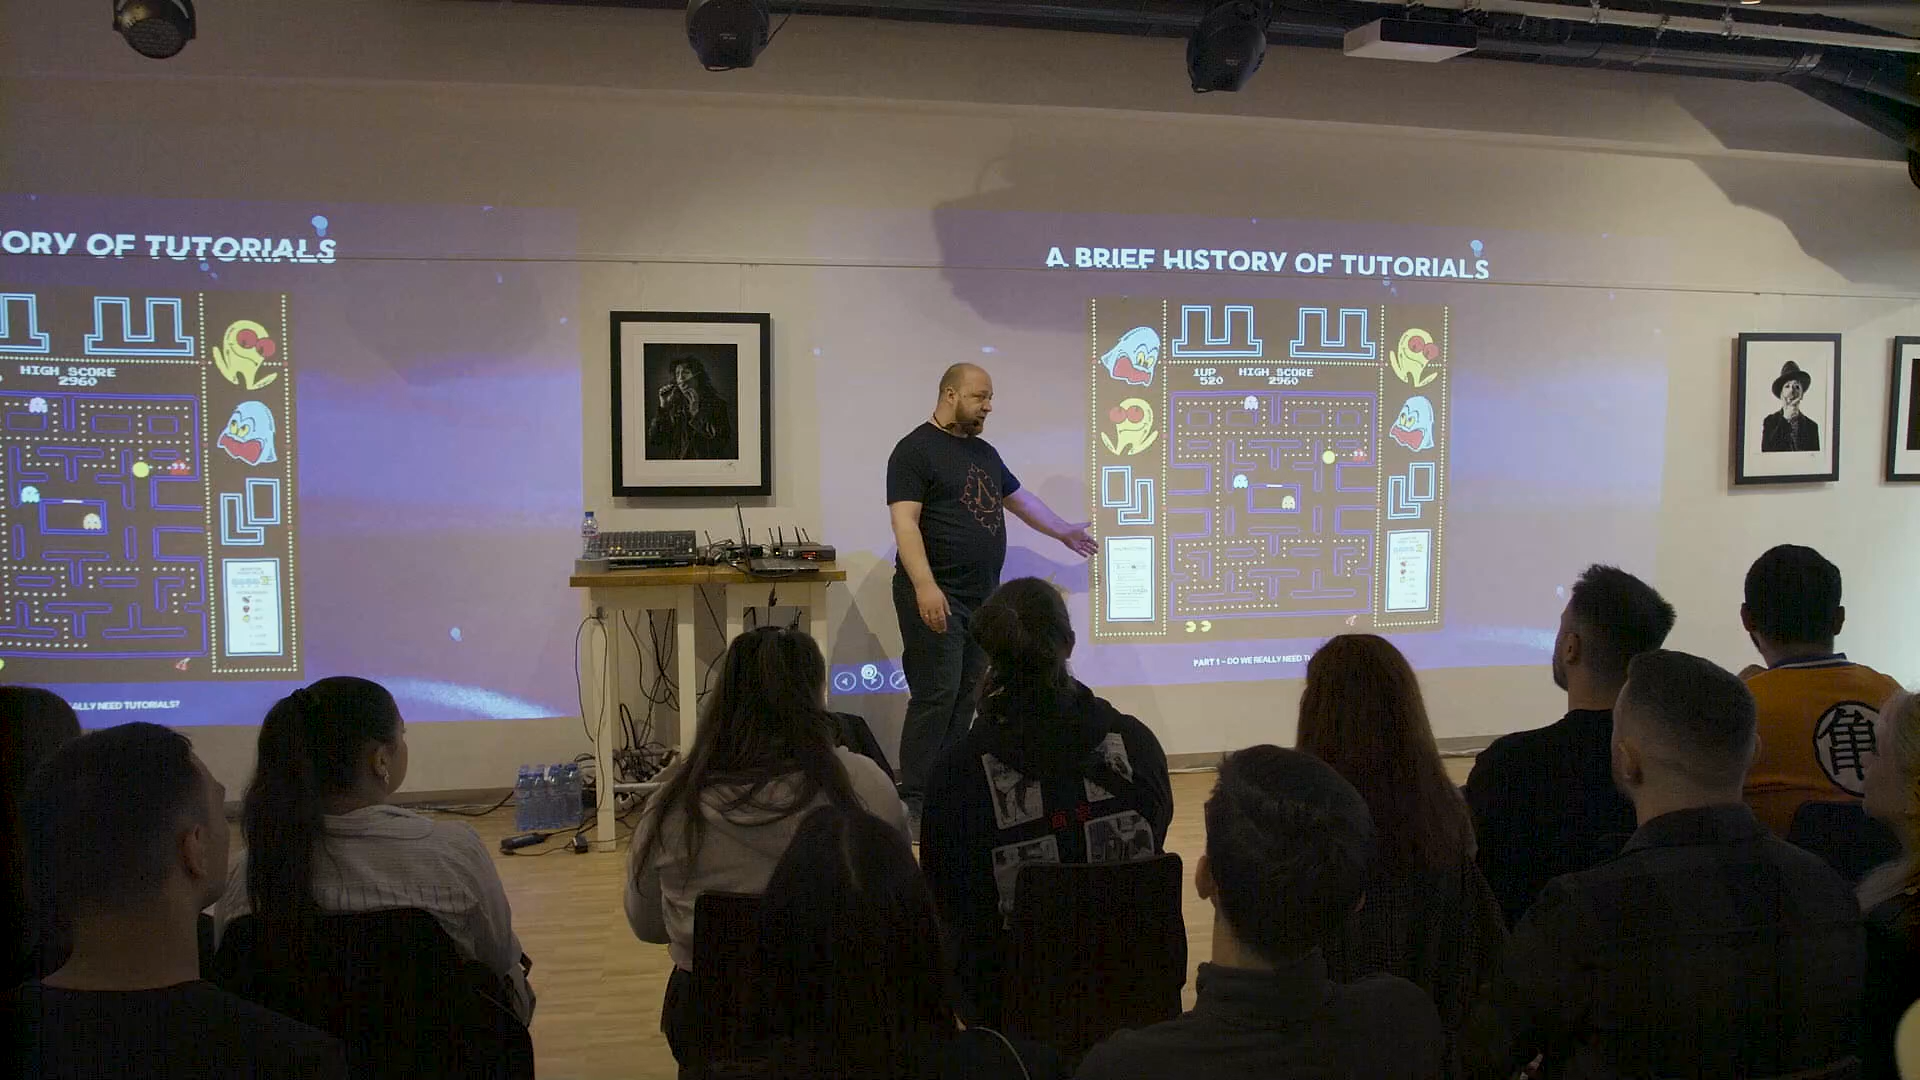 ORY OF TUTORIALS
HIGH SCORE
2960
ALLY NEED TUTORIALS?
A BRIEF HISTORY OF TUTORIALS
1UP HIGH SCORE
520 2960
PART 1 – DO WE REALLY NEED T
亀